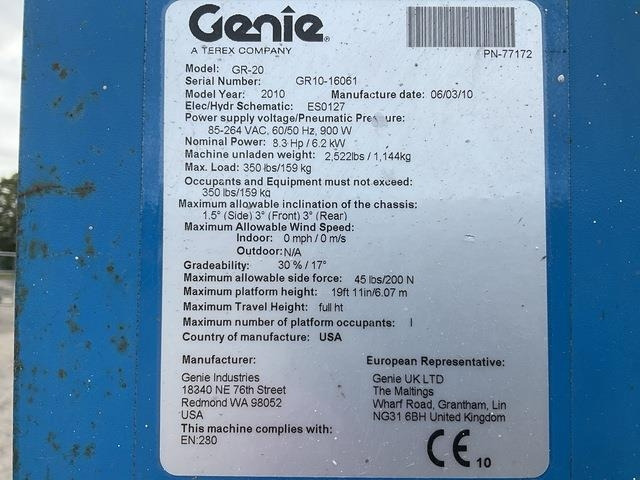 Genie®
A TEREX COMPANY
PN-77172
Model: GR-20
Serial Number: GR10-16061
Model Year: 2010 Manufacture date: 06/03/10
Elec/Hydr Schematic: ES0127
Power supply voltage/Pneumatic Pressure:
85-264 VAC, 60/50 Hz, 900 W
Nominal Power: 8.3 Hp / 6.2 kW
Machine unladen weight: 2,522lbs / 1,144kg
Max. Load: 350 lbs/159 kg
Occupants and Equipment must not exceed:
350 lbs/159 kg
Maximum allowable inclination of the chassis:
1.5° (Side) 3° (Front) 3° (Rear)
Maximum Allowable Wind Speed:
Indoor: 0 mph / 0 m/s
Outdoor: N/A
Gradeability: 30 % / 17°
Maximum allowable side force: 45 lbs/200 N
Maximum platform height: 19ft 11in/6.07 m
Maximum Travel Height: full ht
Maximum number of platform occupants: I
Country of manufacture: USA
Manufacturer: European Representative:
Genie Industries Genie UK LTD
18340 NE 76th Street The Maltings
Redmond WA 98052 Wharf Road, Grantham, Lin
USA NG31 6BH United Kingdom
This machine complies with:
EN:280
CE 10